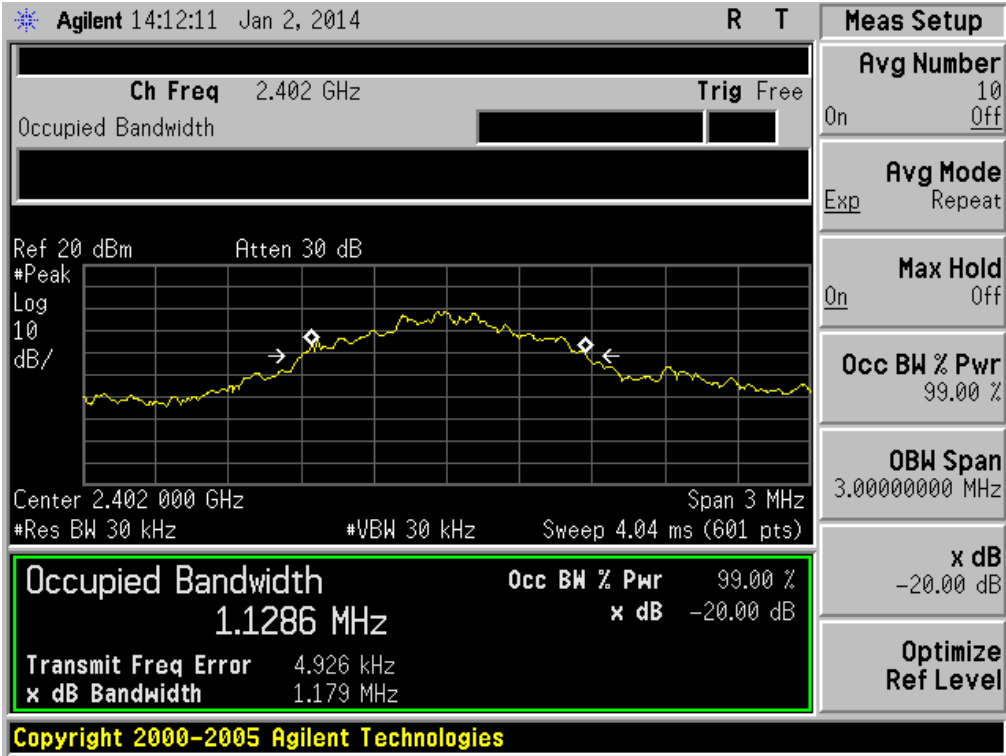 Agilent 14:12:11 Jan 2, 2014 R T
Ch Freq 2.402 GHz Trig Free
Occupied Bandwidth
Ref 20 dBm Atten 30 dB
#Peak
Log
10
dB/
Center 2.402 000 GHz Span 3 MHz
#Res BW 30 kHz #VBW 30 kHz Sweep 4.04 ms (601 pts)
Occupied Bandwidth
1.1286 MHz
Occ BW % Pwr 99.00 %
x dB -20.00 dB
Transmit Freq Error 4.926 kHz
x dB Bandwidth 1.179 MHz
Copyright 2000-2005 Agilent Technologies
Meas Setup
Avg Number
10
On Off
Avg Mode
Exp Repeat
Max Hold
On Off
Occ BW % Pwr
99.00 %
OBW Span
3.00000000 MHz
x dB
-20.00 dB
Optimize
Ref Level